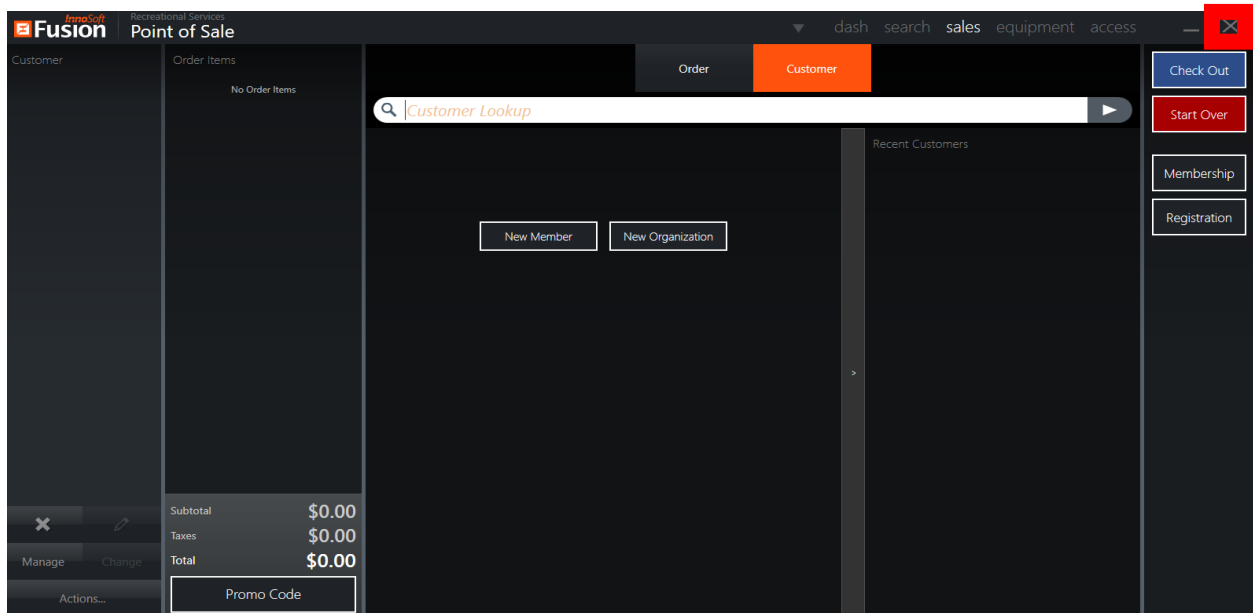 InnoSoft
Fusion
Recreational Services
Point of Sale
dash search sales equipment access
Customer
Order Items
No Order Items
Order
Customer
Customer Lookup
Recent Customers
New Member
New Organization
>
Check Out
Start Over
Membership
Registration
Subtotal $0.00
Taxes $0.00
Total $0.00
Promo Code
Manage
Change
Actions...